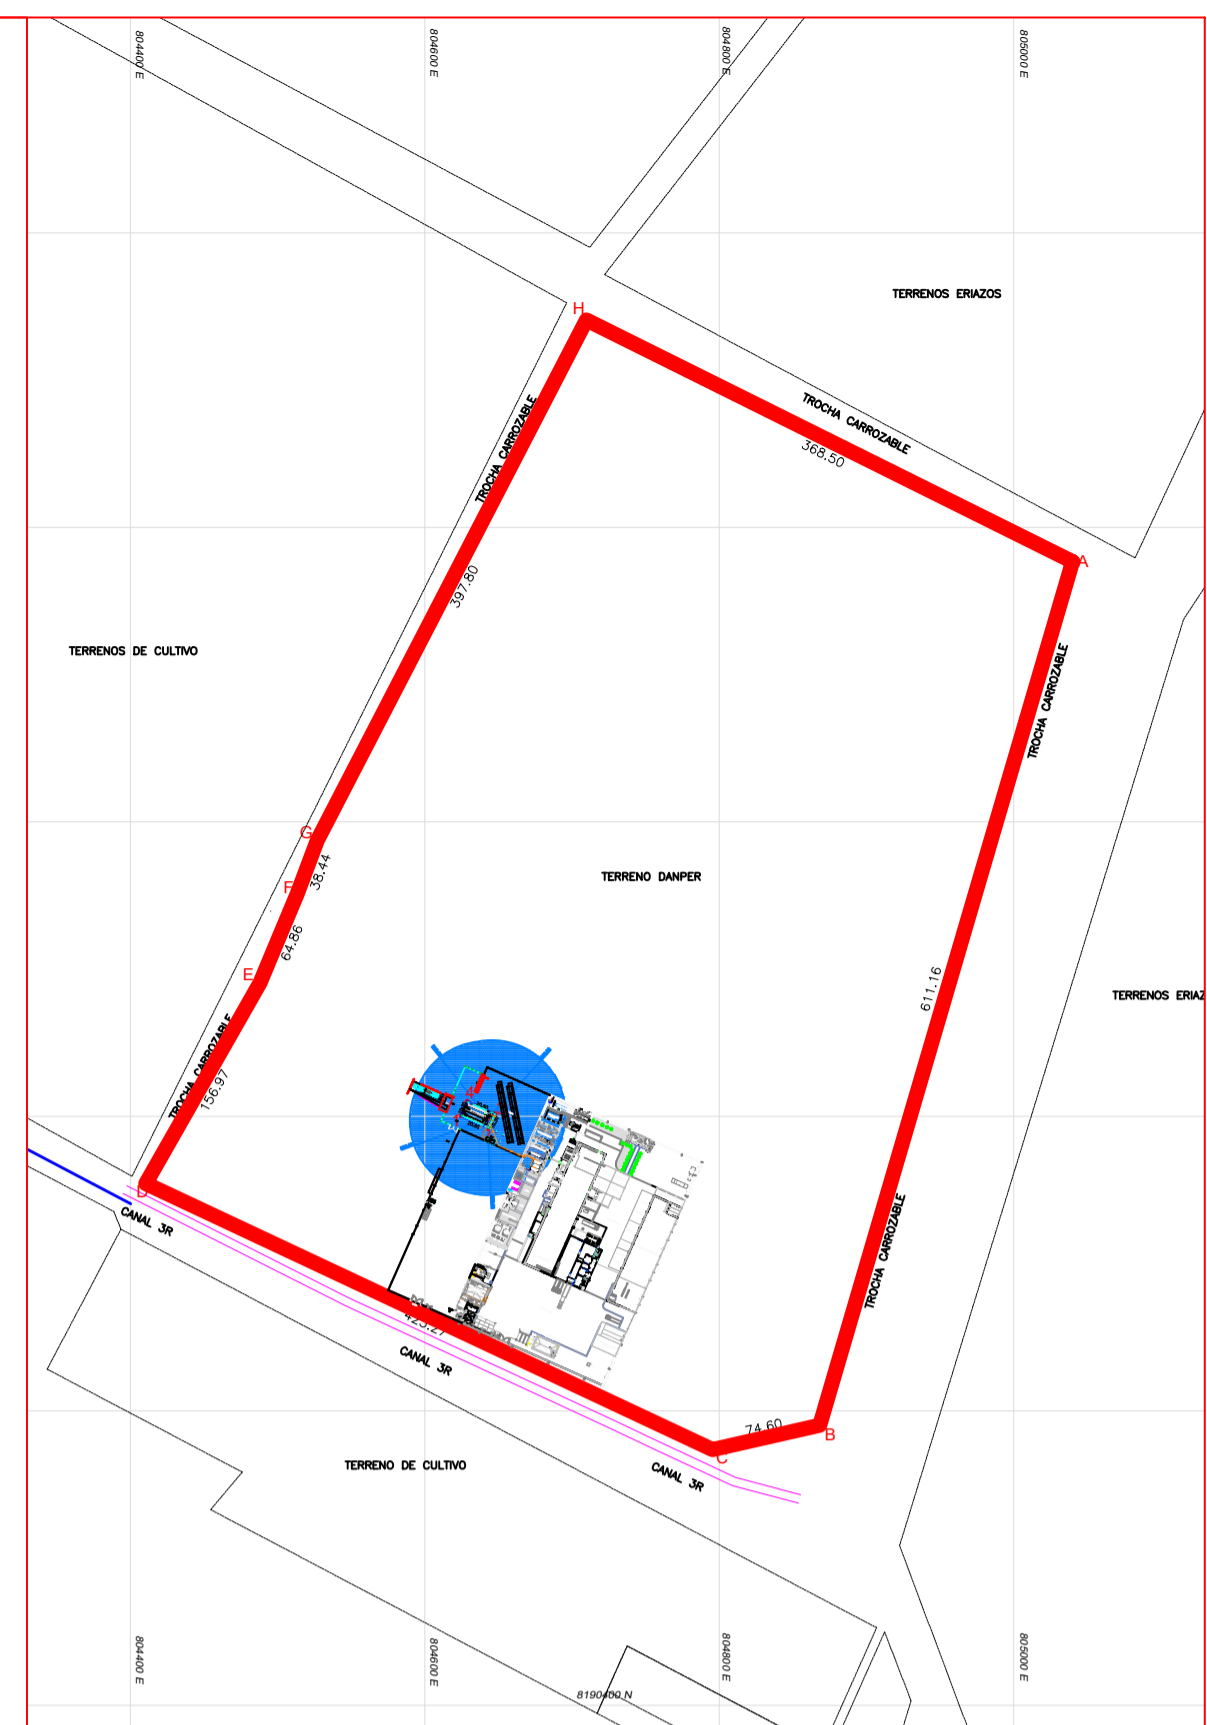 804400 E
804600 E
804800 E
805000 E
TERRENOS ERIAZOS
H
TROCHA CARROZABLE
368.50
TROCHA CARROZABLE
A
397.80
TERRENOS DE CULTIVO
TROCHA CARROZABLE
G
38.44
TERRENO DANPER
F
64.86
E
611.16
TERRENOS ERIAZ
TROCHA CARROZABLE
156.97
D
CANAL 3R
TROCHA CARROZABLE
423.27
CANAL 3R
74.60
B
C
TERRENO DE CULTIVO
CANAL 3R
804400 E
804600 E
804800 E
805000 E
8190400 N